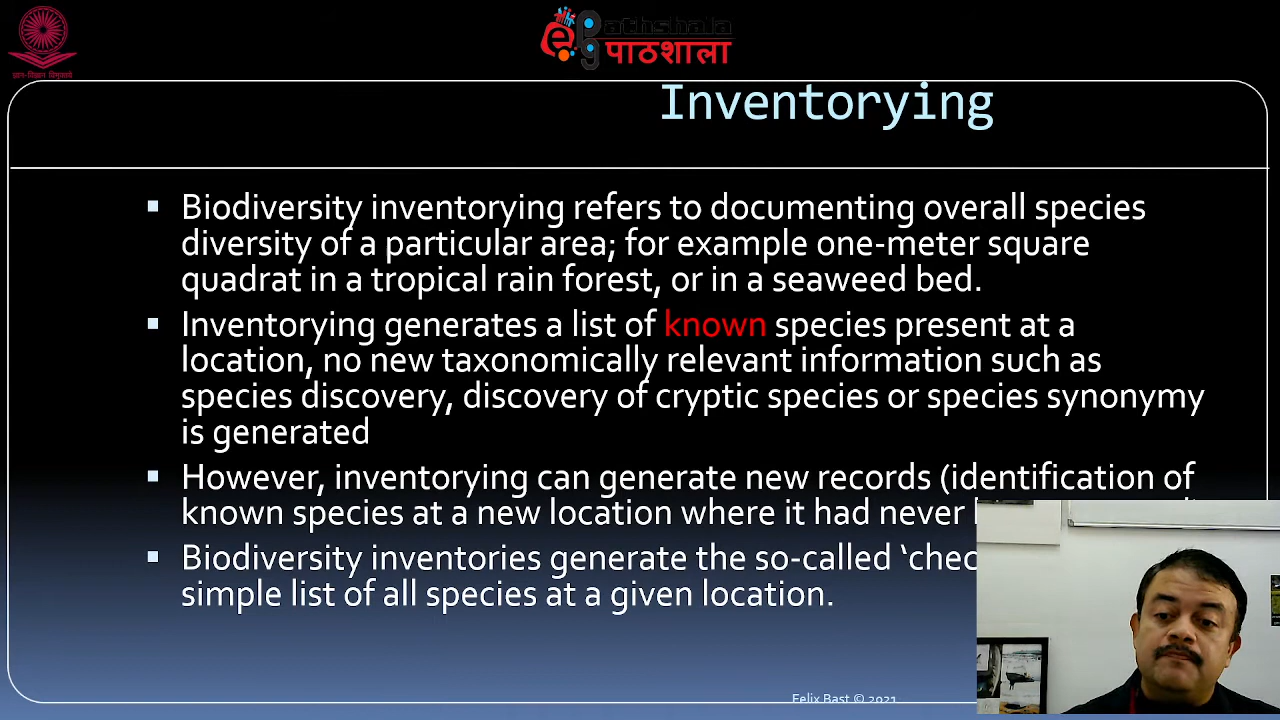 ePgathshala
पाठशाला
Inventorying
Biodiversity inventorying refers to documenting overall species
diversity of a particular area; for example one-meter square
quadrat in a tropical rain forest, or in a seaweed bed.
Inventorying generates a list of known species present at a
location, no new taxonomically relevant information such as
species discovery, discovery of cryptic species or species synonymy
is generated
However, inventorying can generate new records (identification of
known species at a new location where it had never
Biodiversity inventories generate the so-called ‘chec
simple list of all species at a given location.
Felix Bast © 2021